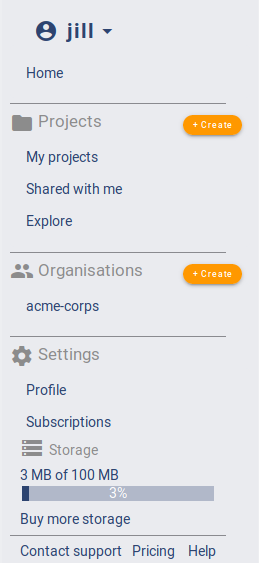 jill
Home
Projects + Create
My projects
Shared with me
Explore
Organisations + Create
acme-corps
Settings
Profile
Subscriptions
Storage
3 MB of 100 MB
3%
Buy more storage
Contact support Pricing Help